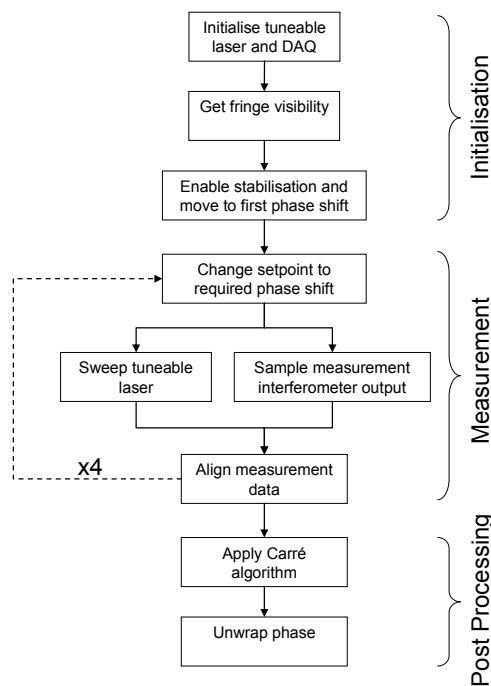 Initialise tuneable
laser and DAQ
Get fringe visibility
Enable stabilisation and
move to first phase shift
Initialisation
Change setpoint to
required phase shift
Sweep tuneable
laser
Sample measurement
interferometer output
x4
Align measurement
data
Measurement
Apply Carré
algorithm
Unwrap phase
Post Processing